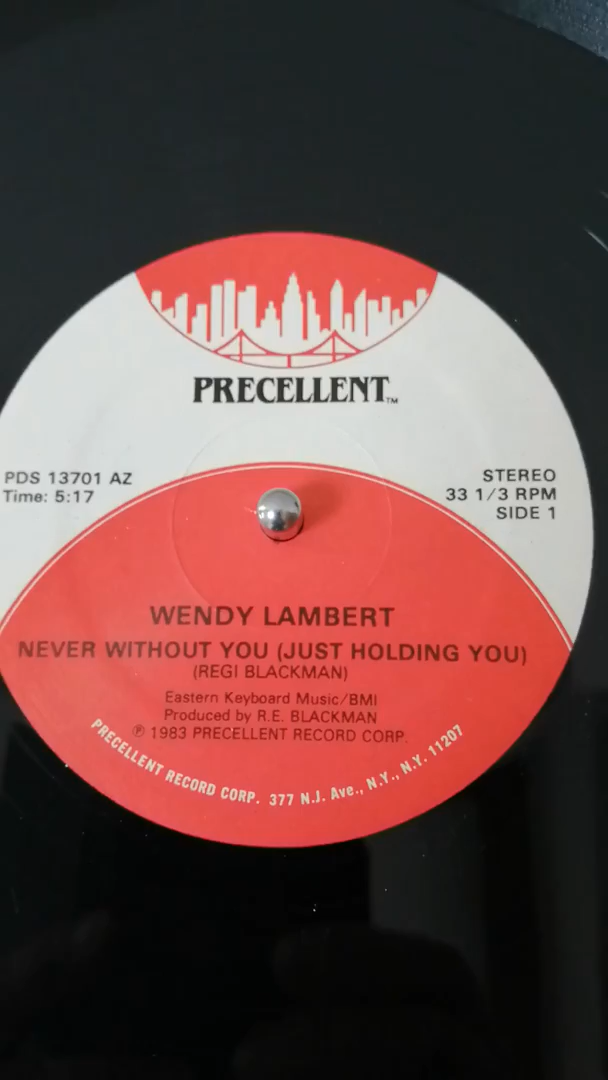 PRECELLENT™
PDS 13701 AZ
Time: 5:17
STEREO
33 1/3 RPM
SIDE 1
WENDY LAMBERT
NEVER WITHOUT YOU (JUST HOLDING YOU)
(REGI BLACKMAN)
Eastern Keyboard Music/BMI
Produced by R.E. BLACKMAN
℗ 1983 PRECELLENT RECORD CORP.
PRECELLENT RECORD CORP. 377 N.J. Ave., N.Y., N.Y. 11207